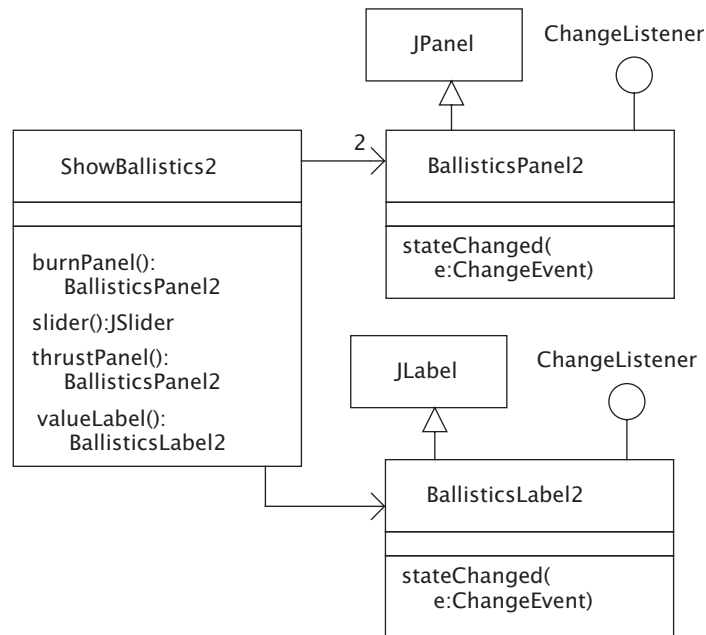 JPanel
ChangeListener
ShowBallistics2
2
BallisticsPanel2
burnPanel():
BallisticsPanel2
slider():JSlider
thrustPanel():
BallisticsPanel2
valueLabel():
BallisticsLabel2
stateChanged(
e:ChangeEvent)
JLabel
ChangeListener
BallisticsLabel2
stateChanged(
e:ChangeEvent)